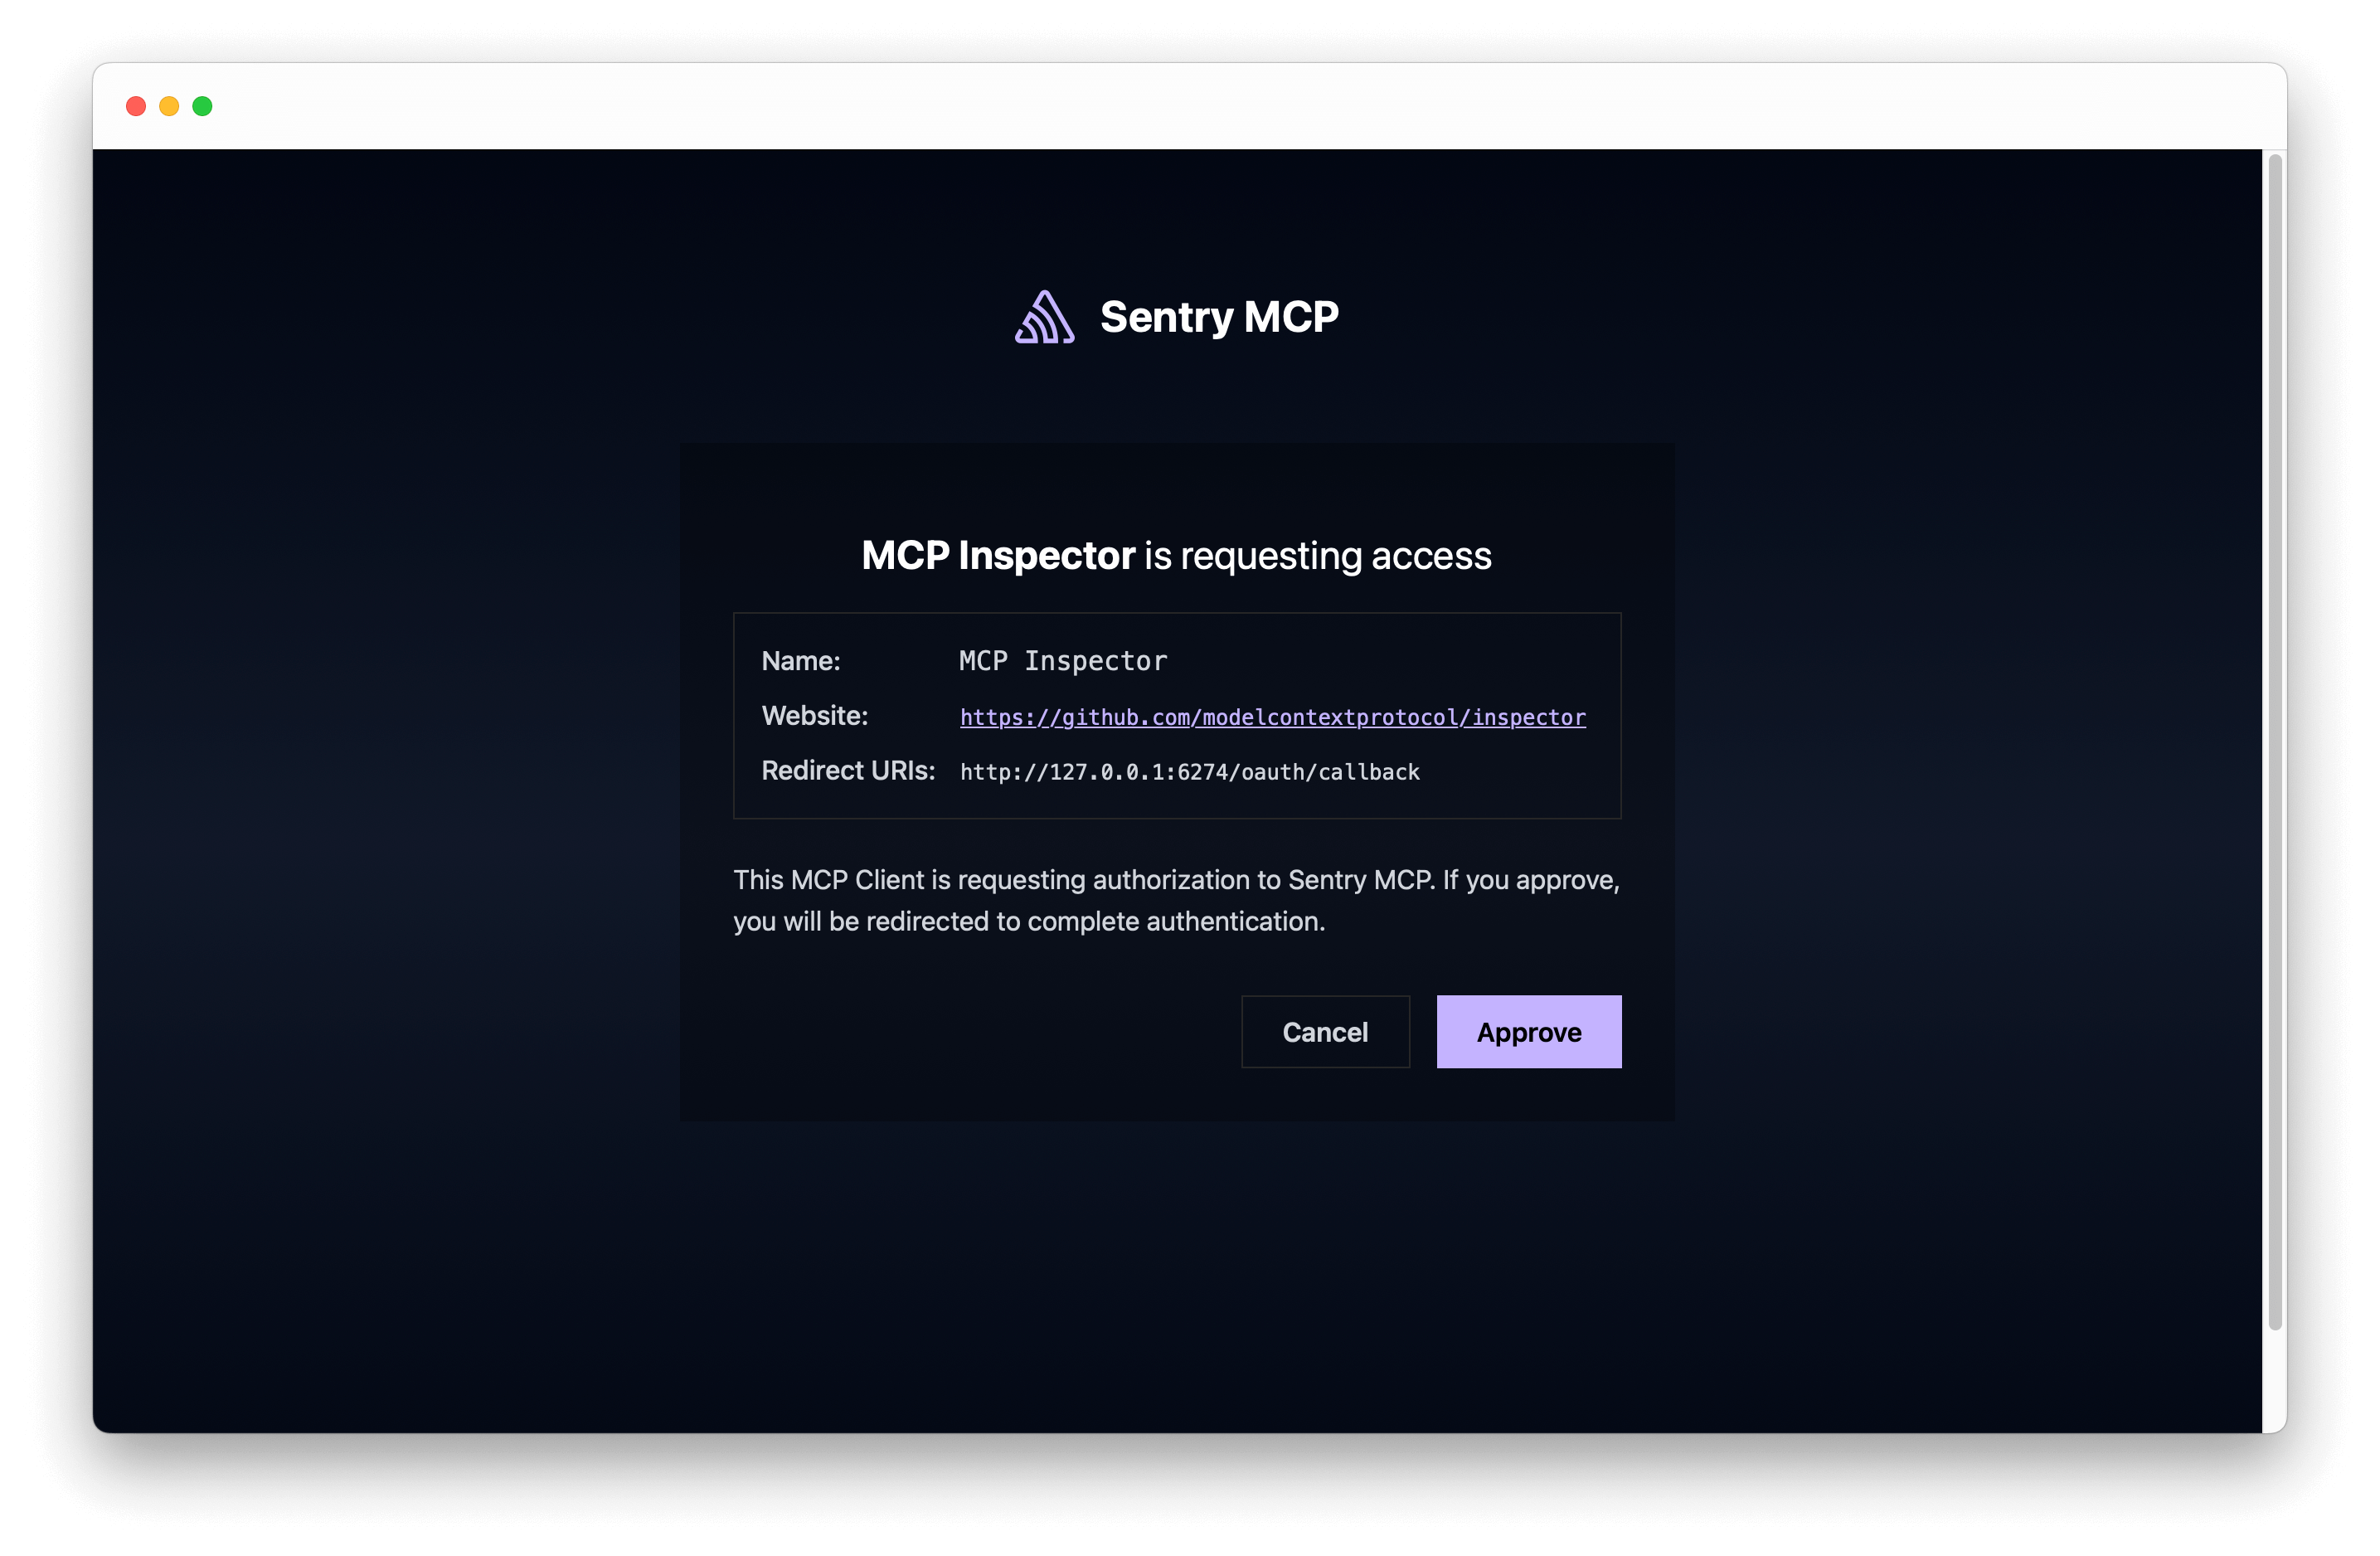 Sentry MCP
MCP Inspector is requesting access
Name: MCP Inspector
Website: https://github.com/modelcontextprotocol/inspector
Redirect URIs: http://127.0.0.1:6274/oauth/callback
This MCP Client is requesting authorization to Sentry MCP. If you approve,
you will be redirected to complete authentication.
Cancel Approve